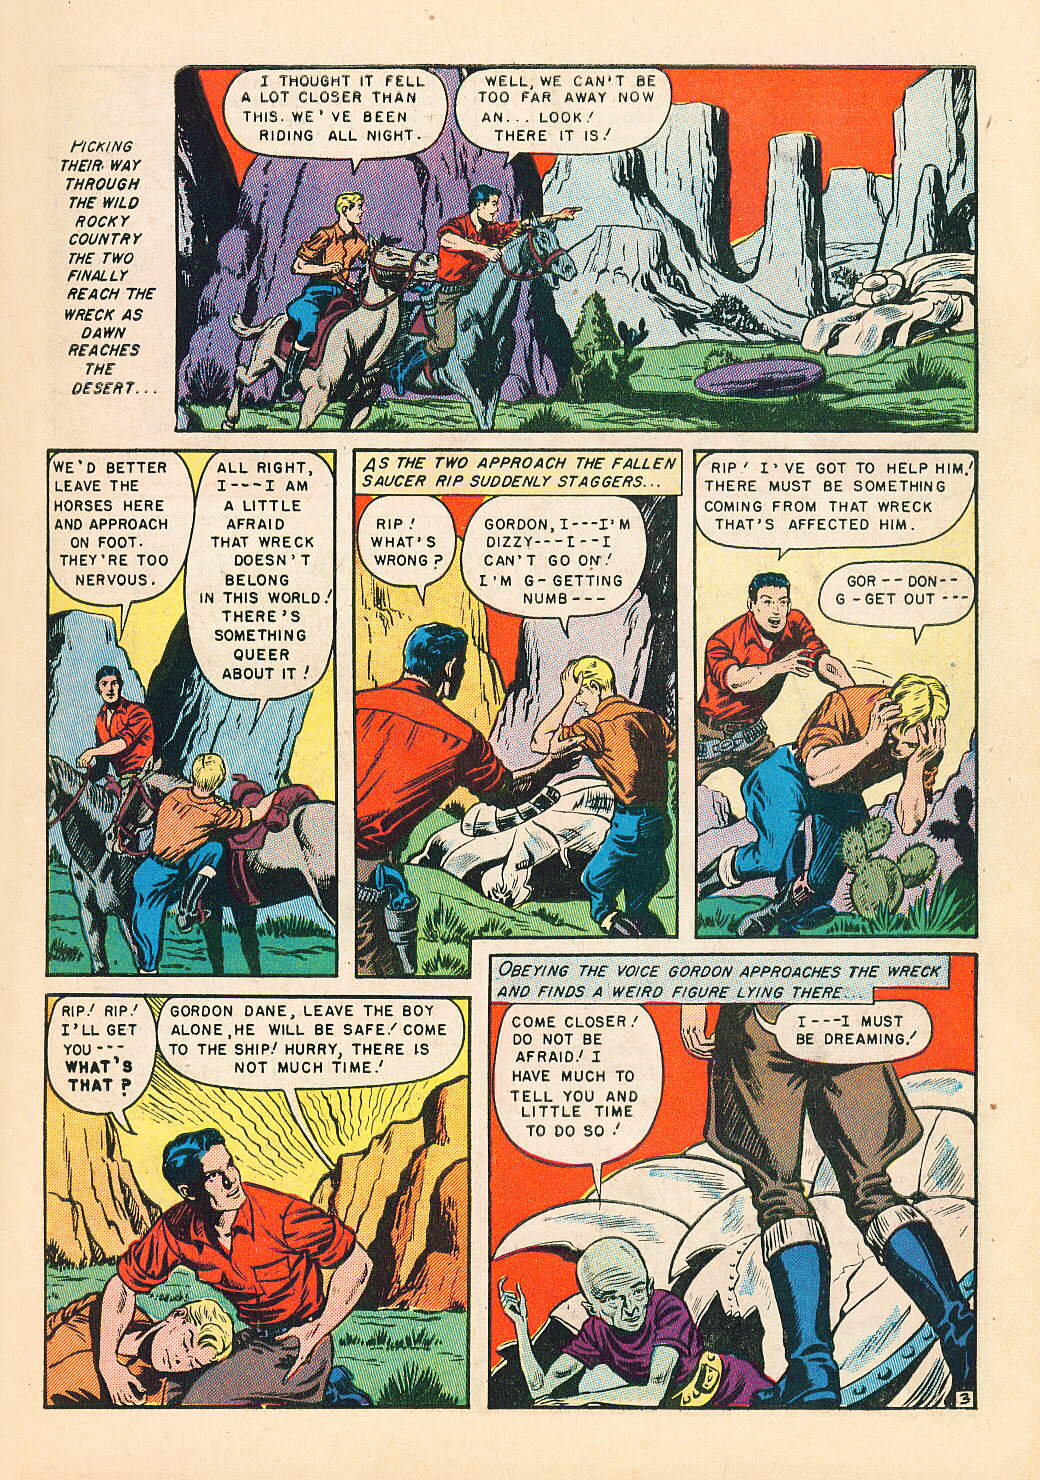 PICKING
THEIR WAY
THROUGH
THE WILD
ROCKY
COUNTRY
THE TWO
FINALLY
REACH THE
WRECK AS
DAWN
REACHES
THE
DESERT...
I THOUGHT IT FELL
A LOT CLOSER THAN
THIS. WE'VE BEEN
RIDING ALL NIGHT.
WELL, WE CAN'T BE
TOO FAR AWAY NOW
AN... LOOK!
THERE IT IS!
WE'D BETTER
LEAVE THE
HORSES HERE
AND APPROACH
ON FOOT.
THEY'RE TOO
NERVOUS.
ALL RIGHT,
I---I AM
A LITTLE
AFRAID
THAT WRECK
DOESN'T
BELONG
IN THIS WORLD!
THERE'S
SOMETHING
QUEER
ABOUT IT!
AS THE TWO APPROACH THE FALLEN
SAUCER RIP SUDDENLY STAGGERS...
RIP!
WHAT'S
WRONG?
GORDON, I---I'M
DIZZY---I--I
CAN'T GO ON!
I'M G-GETTING
NUMB---
RIP! I'VE GOT TO HELP HIM!
THERE MUST BE SOMETHING
COMING FROM THAT WRECK
THAT'S AFFECTED HIM.
GOR--DON--
G-GET OUT---
RIP! RIP!
I'LL GET
YOU---
WHAT'S
THAT?
GORDON DANE, LEAVE THE BOY
ALONE, HE WILL BE SAFE! COME
TO THE SHIP! HURRY, THERE IS
NOT MUCH TIME!
OBEYING THE VOICE GORDON APPROACHES THE WRECK
AND FINDS A WEIRD FIGURE LYING THERE...
COME CLOSER!
DO NOT BE
AFRAID! I
HAVE MUCH TO
TELL YOU AND
LITTLE TIME
TO DO SO!
I---I MUST
BE DREAMING!
3